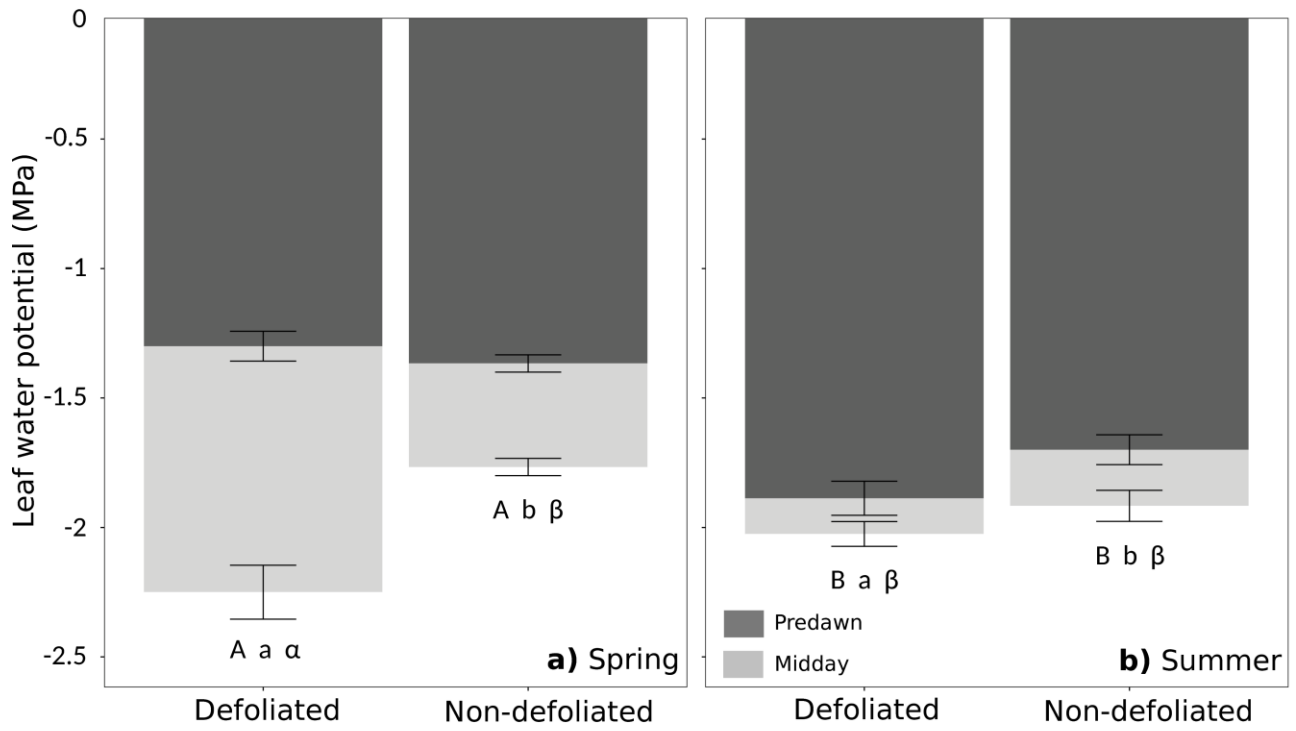 Leaf water potential (MPa)
0
-0.5
-1
-1.5
-2
-2.5
A a α
A b β
a) Spring
Defoliated
Non-defoliated
B a β
B b β
Predawn
Midday
b) Summer
Defoliated
Non-defoliated